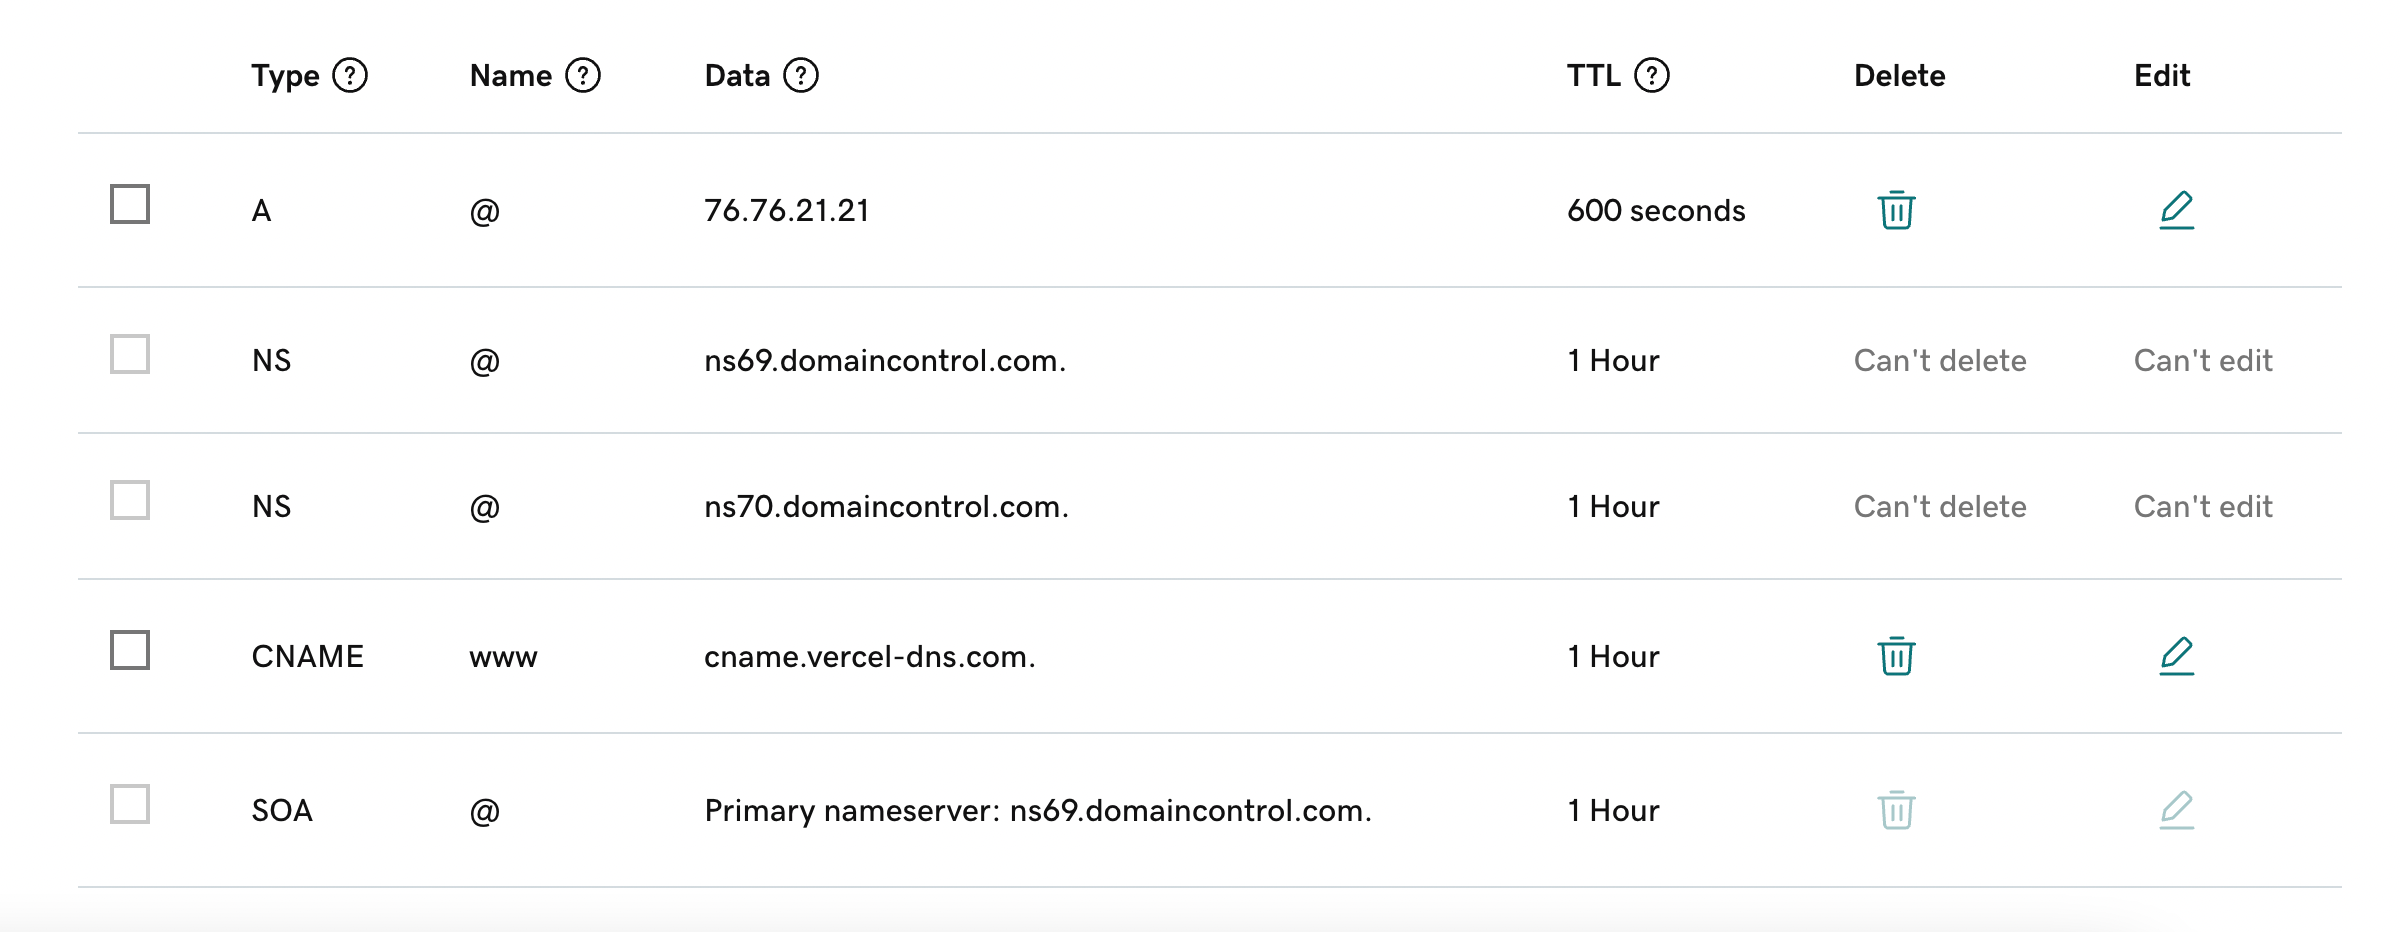 Type ? Name ? Data ? TTL ? Delete Edit
A @ 76.76.21.21 600 seconds
NS @ ns69.domaincontrol.com. 1 Hour Can't delete Can't edit
NS @ ns70.domaincontrol.com. 1 Hour Can't delete Can't edit
CNAME www cname.vercel-dns.com. 1 Hour
SOA @ Primary nameserver: ns69.domaincontrol.com. 1 Hour